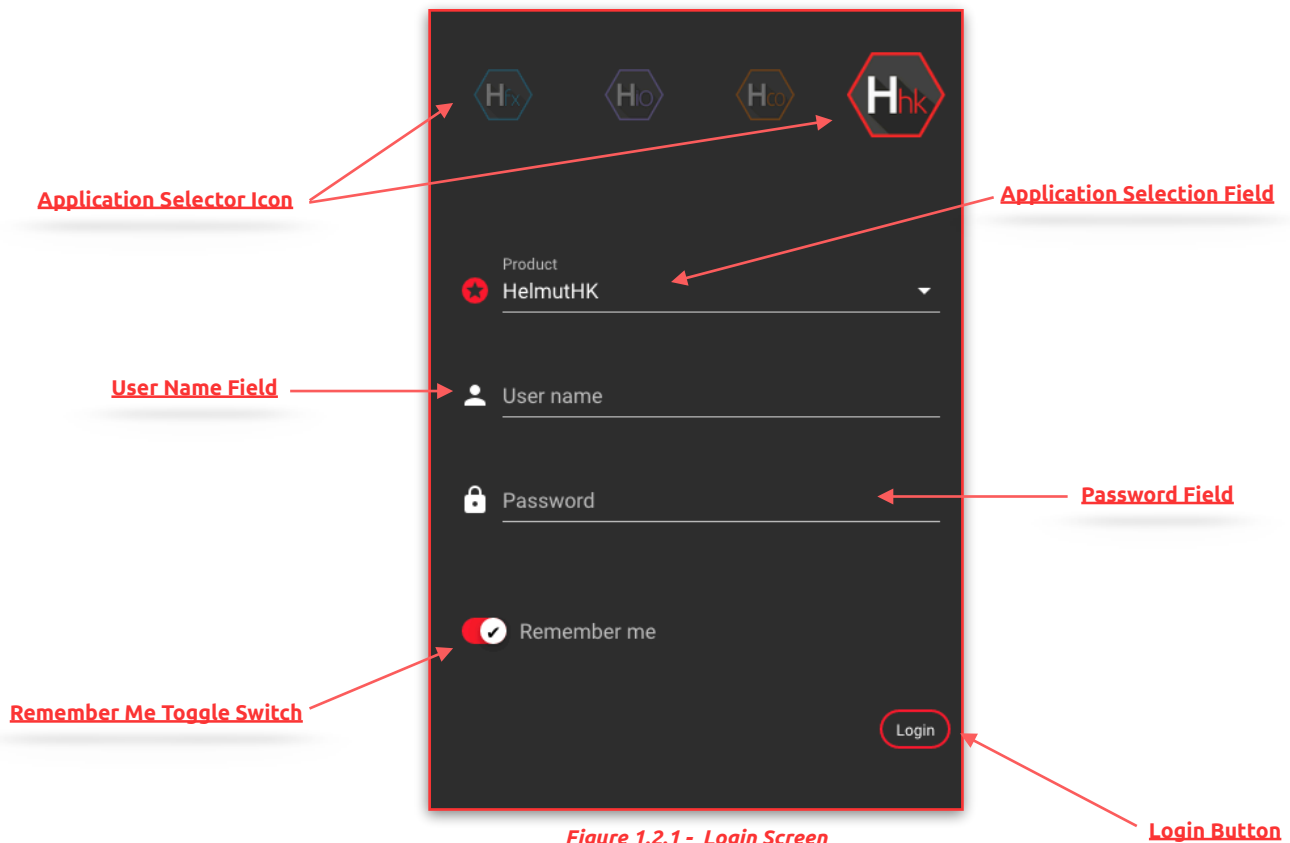 Hfx
HIO
Hco
Hhk
Application Selector Icon
Application Selection Field
Product
HelmutHK
User Name Field
User name
Password
Password Field
Remember me
Remember Me Toggle Switch
Login
Login Button
Figure 1.2.1 - Login Screen